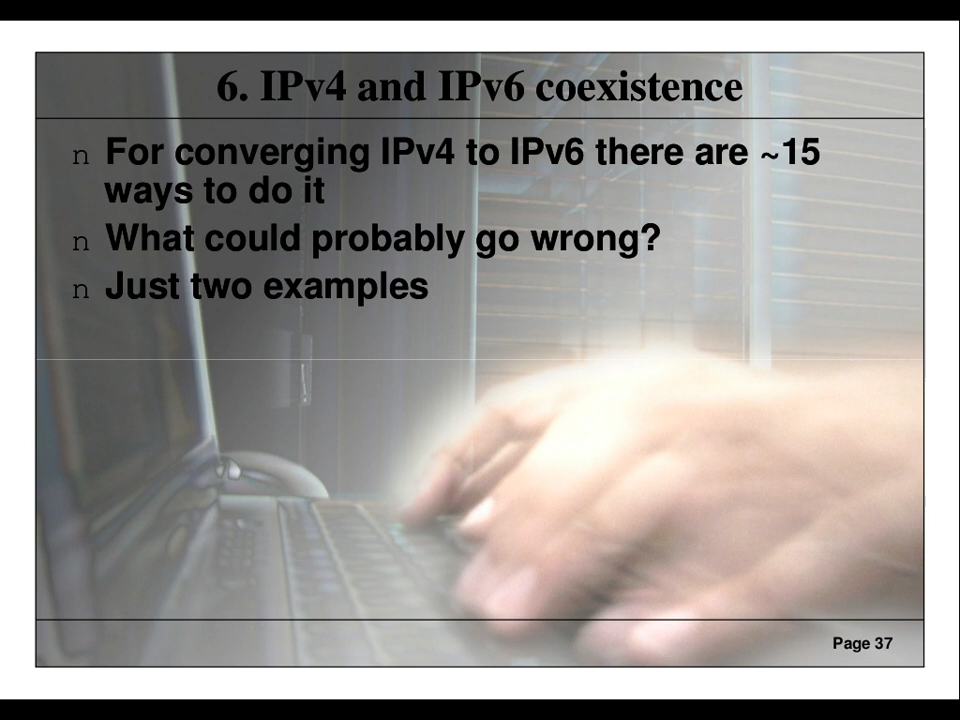 6. IPv4 and IPv6 coexistence
n For converging IPv4 to IPv6 there are ~15
ways to do it
n What could probably go wrong?
n Just two examples
Page 37